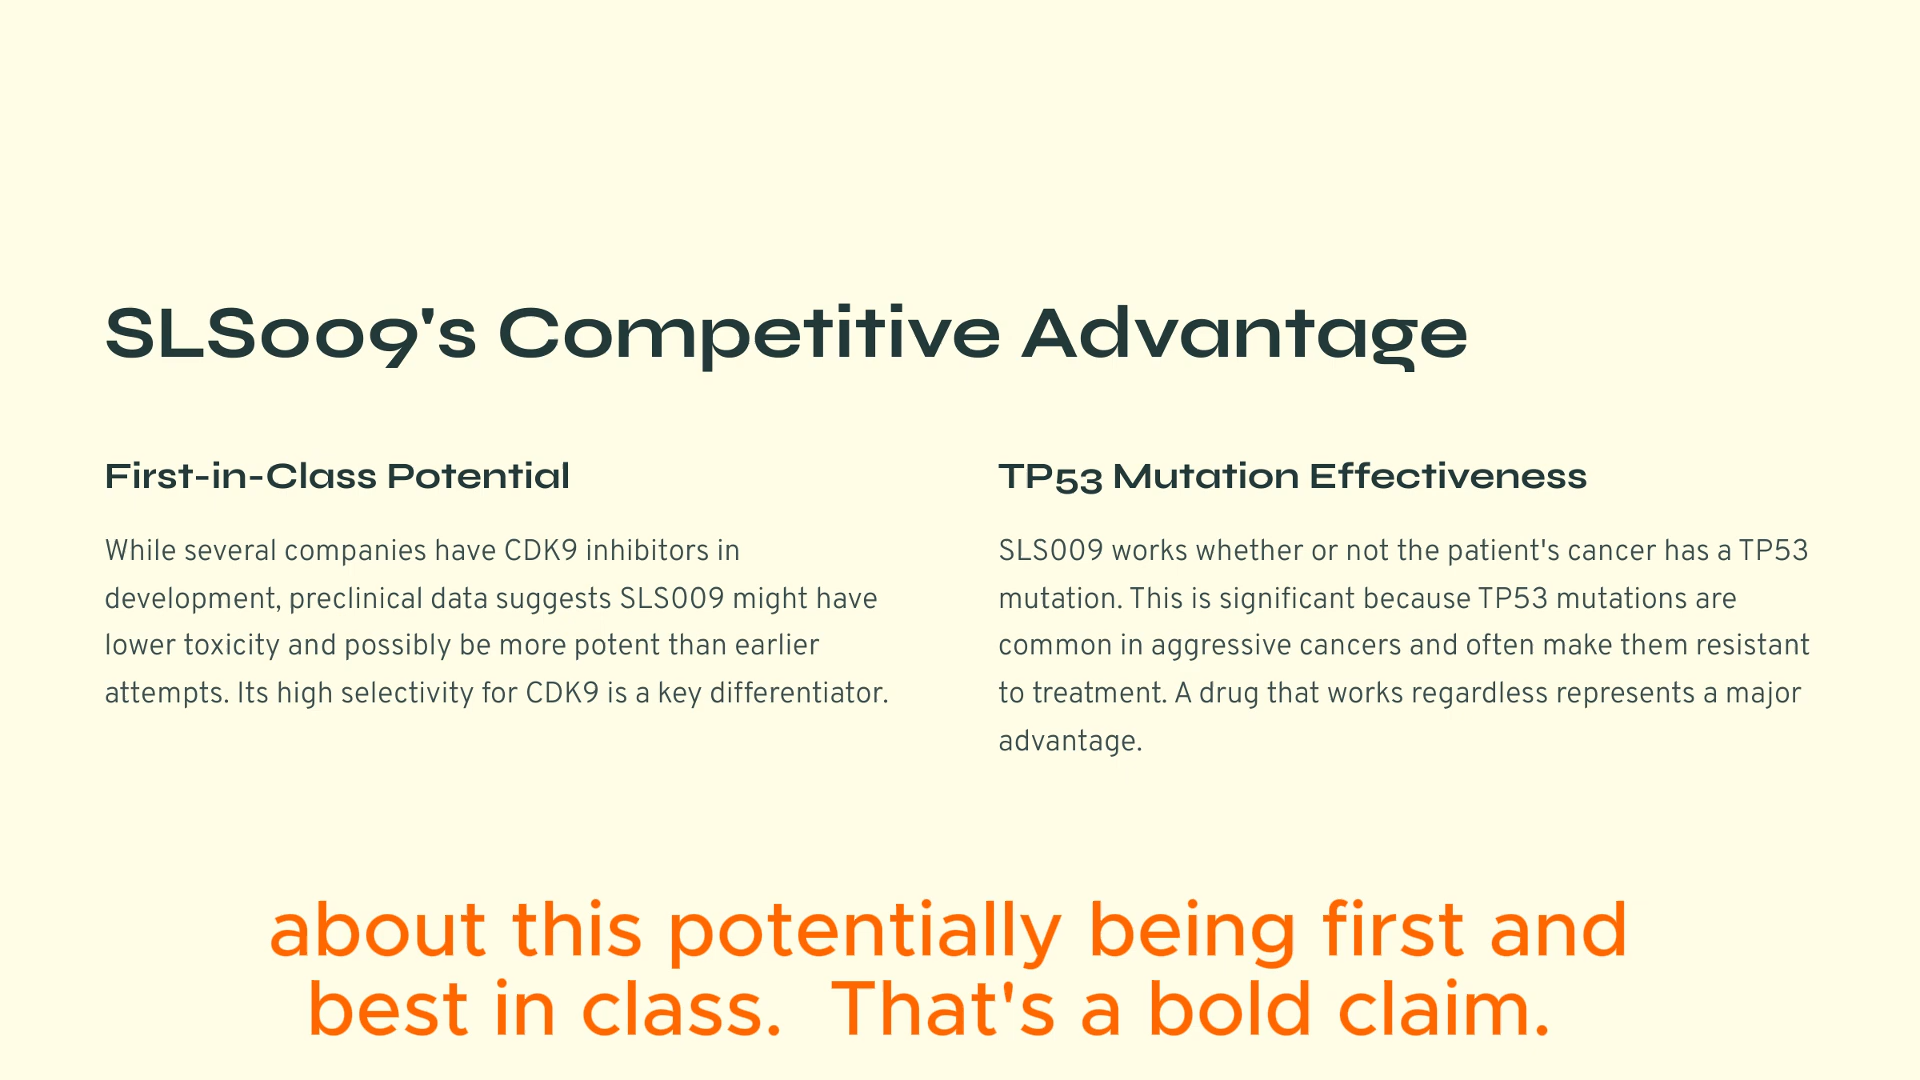 SLS009's Competitive Advantage
First-in-Class Potential
While several companies have CDK9 inhibitors in
development, preclinical data suggests SLS009 might have
lower toxicity and possibly be more potent than earlier
attempts. Its high selectivity for CDK9 is a key differentiator.
TP53 Mutation Effectiveness
SLS009 works whether or not the patient's cancer has a TP53
mutation. This is significant because TP53 mutations are
common in aggressive cancers and often make them resistant
to treatment. A drug that works regardless represents a major
advantage.
about this potentially being first and
best in class.  That's a bold claim.